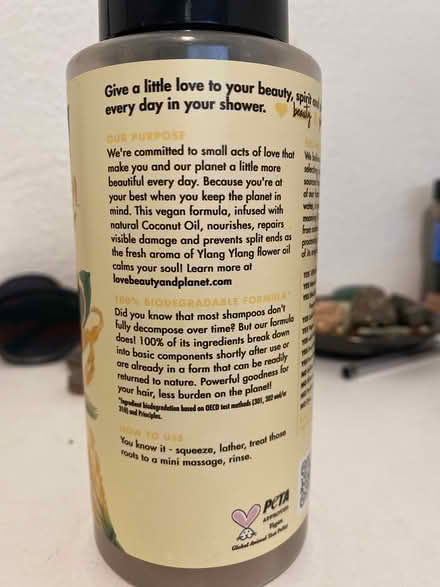 Give a little love to your beauty, spirit and
every day in your shower. beauty
OUR PURPOSE
We're committed to small acts of love that
make you and our planet a little more
beautiful every day. Because you're at
your best when you keep the planet in
mind. This vegan formula, infused with
natural Coconut Oil, nourishes, repairs
visible damage and prevents split ends as
the fresh aroma of Ylang Ylang flower oil
calms your soul! Learn more at
lovebeautyandplanet.com
100% BIODEGRADABLE FORMULA*
Did you know that most shampoos don't
fully decompose over time? But our formula
does! 100% of its ingredients break down
into basic components shortly after use or
are already in a form that can be readily
returned to nature. Powerful goodness for
your hair, less burden on the planet!
*Ingredient biodegradation based on OECD test methods (301, 302 and/or
310) and Principles.
HOW TO USE
You know it - squeeze, lather, treat those
roots to a mini massage, rinse.
PETA
APPROVED
Vegan
Global Animal Test Policy